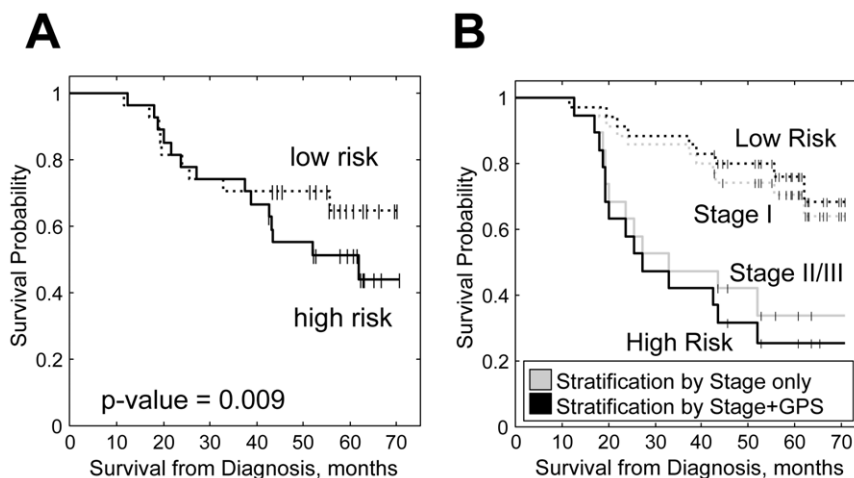 A
Survival Probability
1
0.8
0.6
0.4
0.2
0
low risk
high risk
p-value = 0.009
0 10 20 30 40 50 60 70
Survival from Diagnosis, months
B
Survival Probability
1
0.8
0.6
0.4
0.2
0
Low Risk
Stage I
Stage II/III
High Risk
Stratification by Stage only
Stratification by Stage+GPS
0 10 20 30 40 50 60 70
Survival from Diagnosis, months